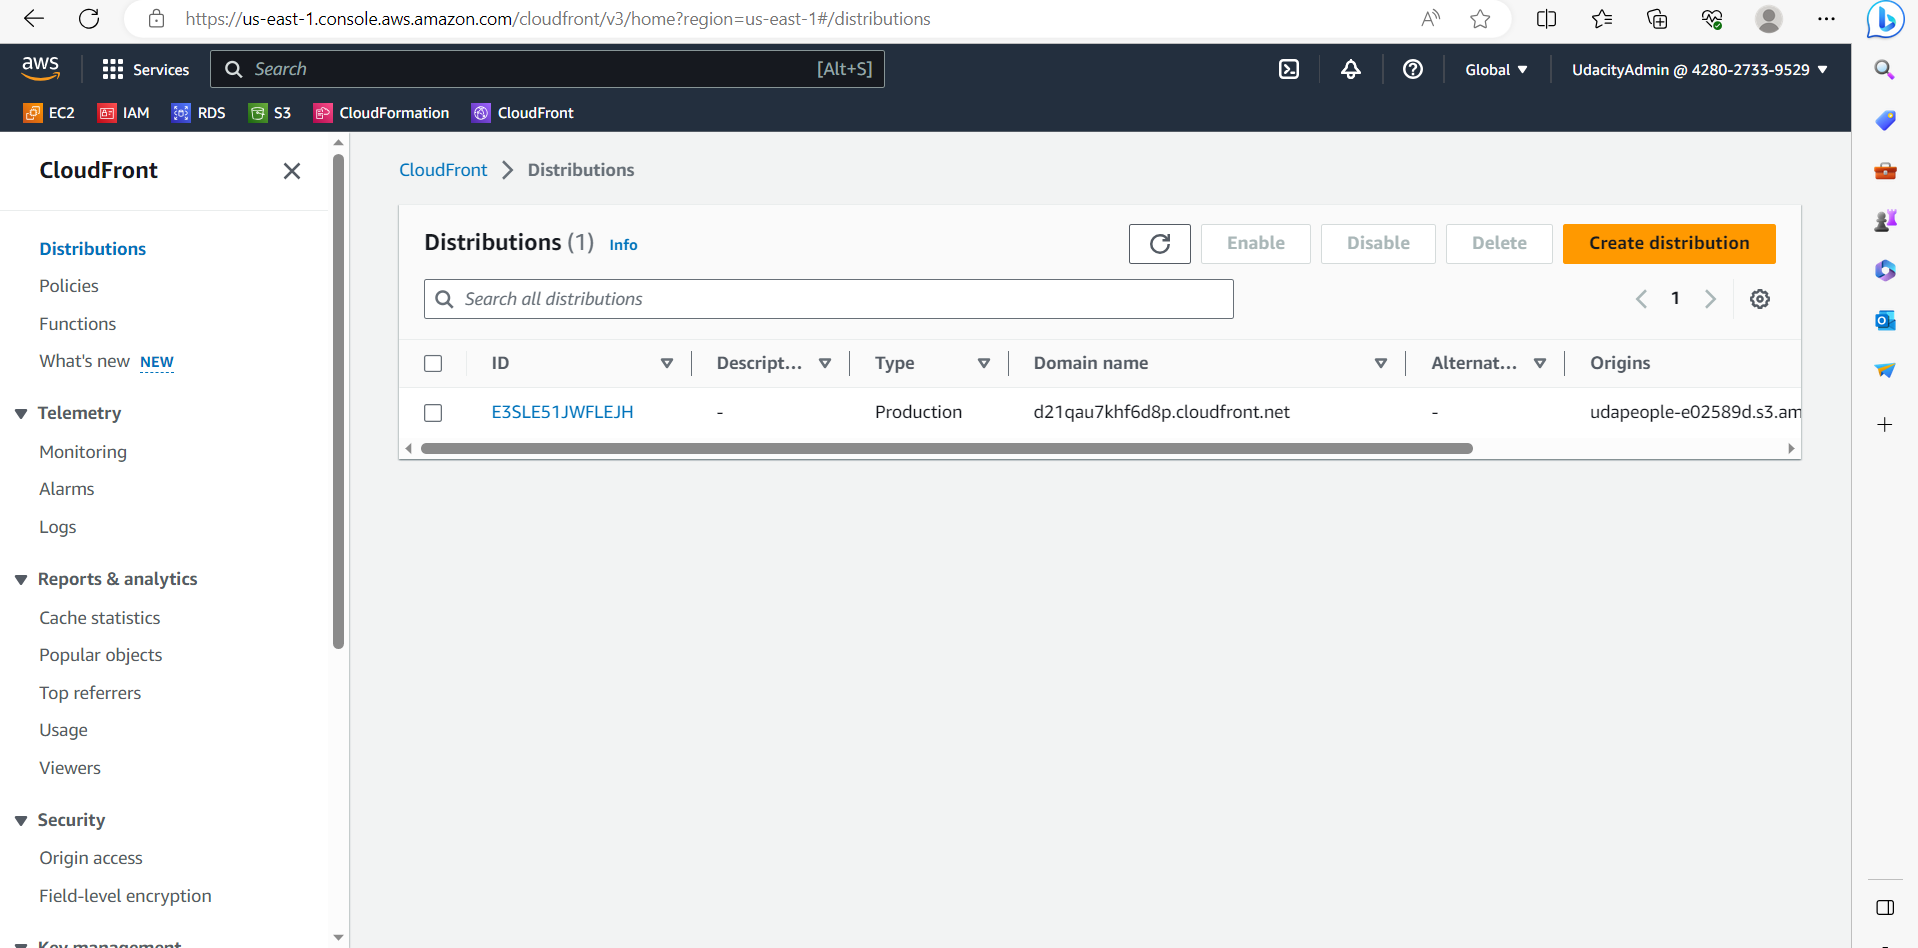 https://us-east-1.console.aws.amazon.com/cloudfront/v3/home?region=us-east-1#/distributions
aws Services Search [Alt+S] Global UdacityAdmin @ 4280-2733-9529
EC2 IAM RDS S3 CloudFormation CloudFront
CloudFront
Distributions
Policies
Functions
What's new NEW
Telemetry
Monitoring
Alarms
Logs
Reports & analytics
Cache statistics
Popular objects
Top referrers
Usage
Viewers
Security
Origin access
Field-level encryption
Key management
CloudFront > Distributions
Distributions (1) Info Enable Disable Delete Create distribution
Search all distributions 1
ID Descript... Type Domain name Alternat... Origins
E3SLE51JWFLEJH - Production d21qau7khf6d8p.cloudfront.net - udapeople-e02589d.s3.am